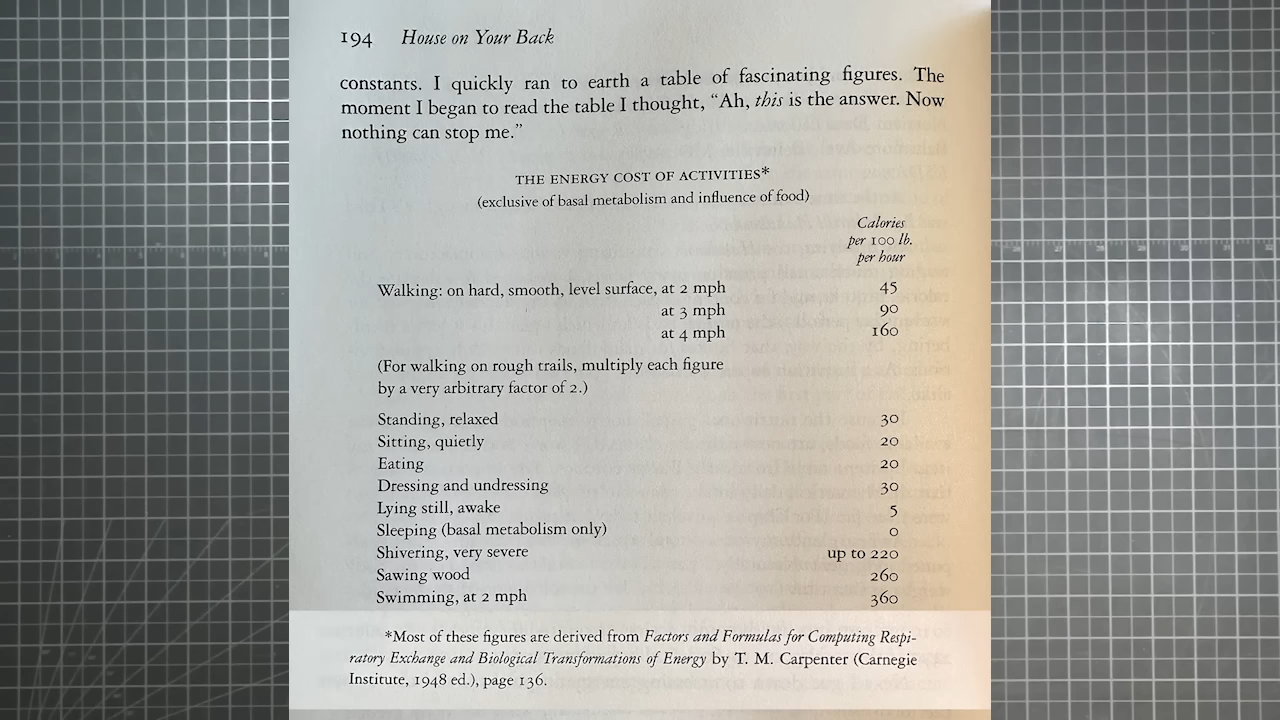 194 House on Your Back
constants. I quickly ran to earth a table of fascinating figures. The
moment I began to read the table I thought, “Ah, this is the answer. Now
nothing can stop me.”
THE ENERGY COST OF ACTIVITIES*
(exclusive of basal metabolism and influence of food)
Calories
per 100 lb.
per hour
Walking: on hard, smooth, level surface, at 2 mph 45
at 3 mph 90
at 4 mph 160
(For walking on rough trails, multiply each figure
by a very arbitrary factor of 2.)
Standing, relaxed 30
Sitting, quietly 20
Eating 20
Dressing and undressing 30
Lying still, awake 5
Sleeping (basal metabolism only) 0
Shivering, very severe up to 220
Sawing wood 260
Swimming, at 2 mph 360
*Most of these figures are derived from Factors and Formulas for Computing Respi-
ratory Exchange and Biological Transformations of Energy by T. M. Carpenter (Carnegie
Institute, 1948 ed.), page 136.